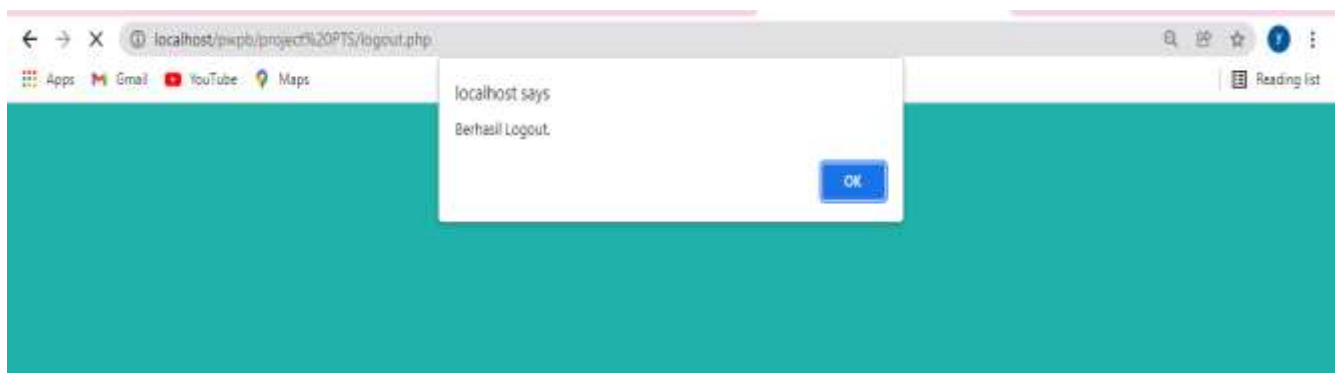 localhost/pwpb/project%20PTS/logout.php
Apps Gmail YouTube Maps Reading list
localhost says
Berhasil Logout.
OK